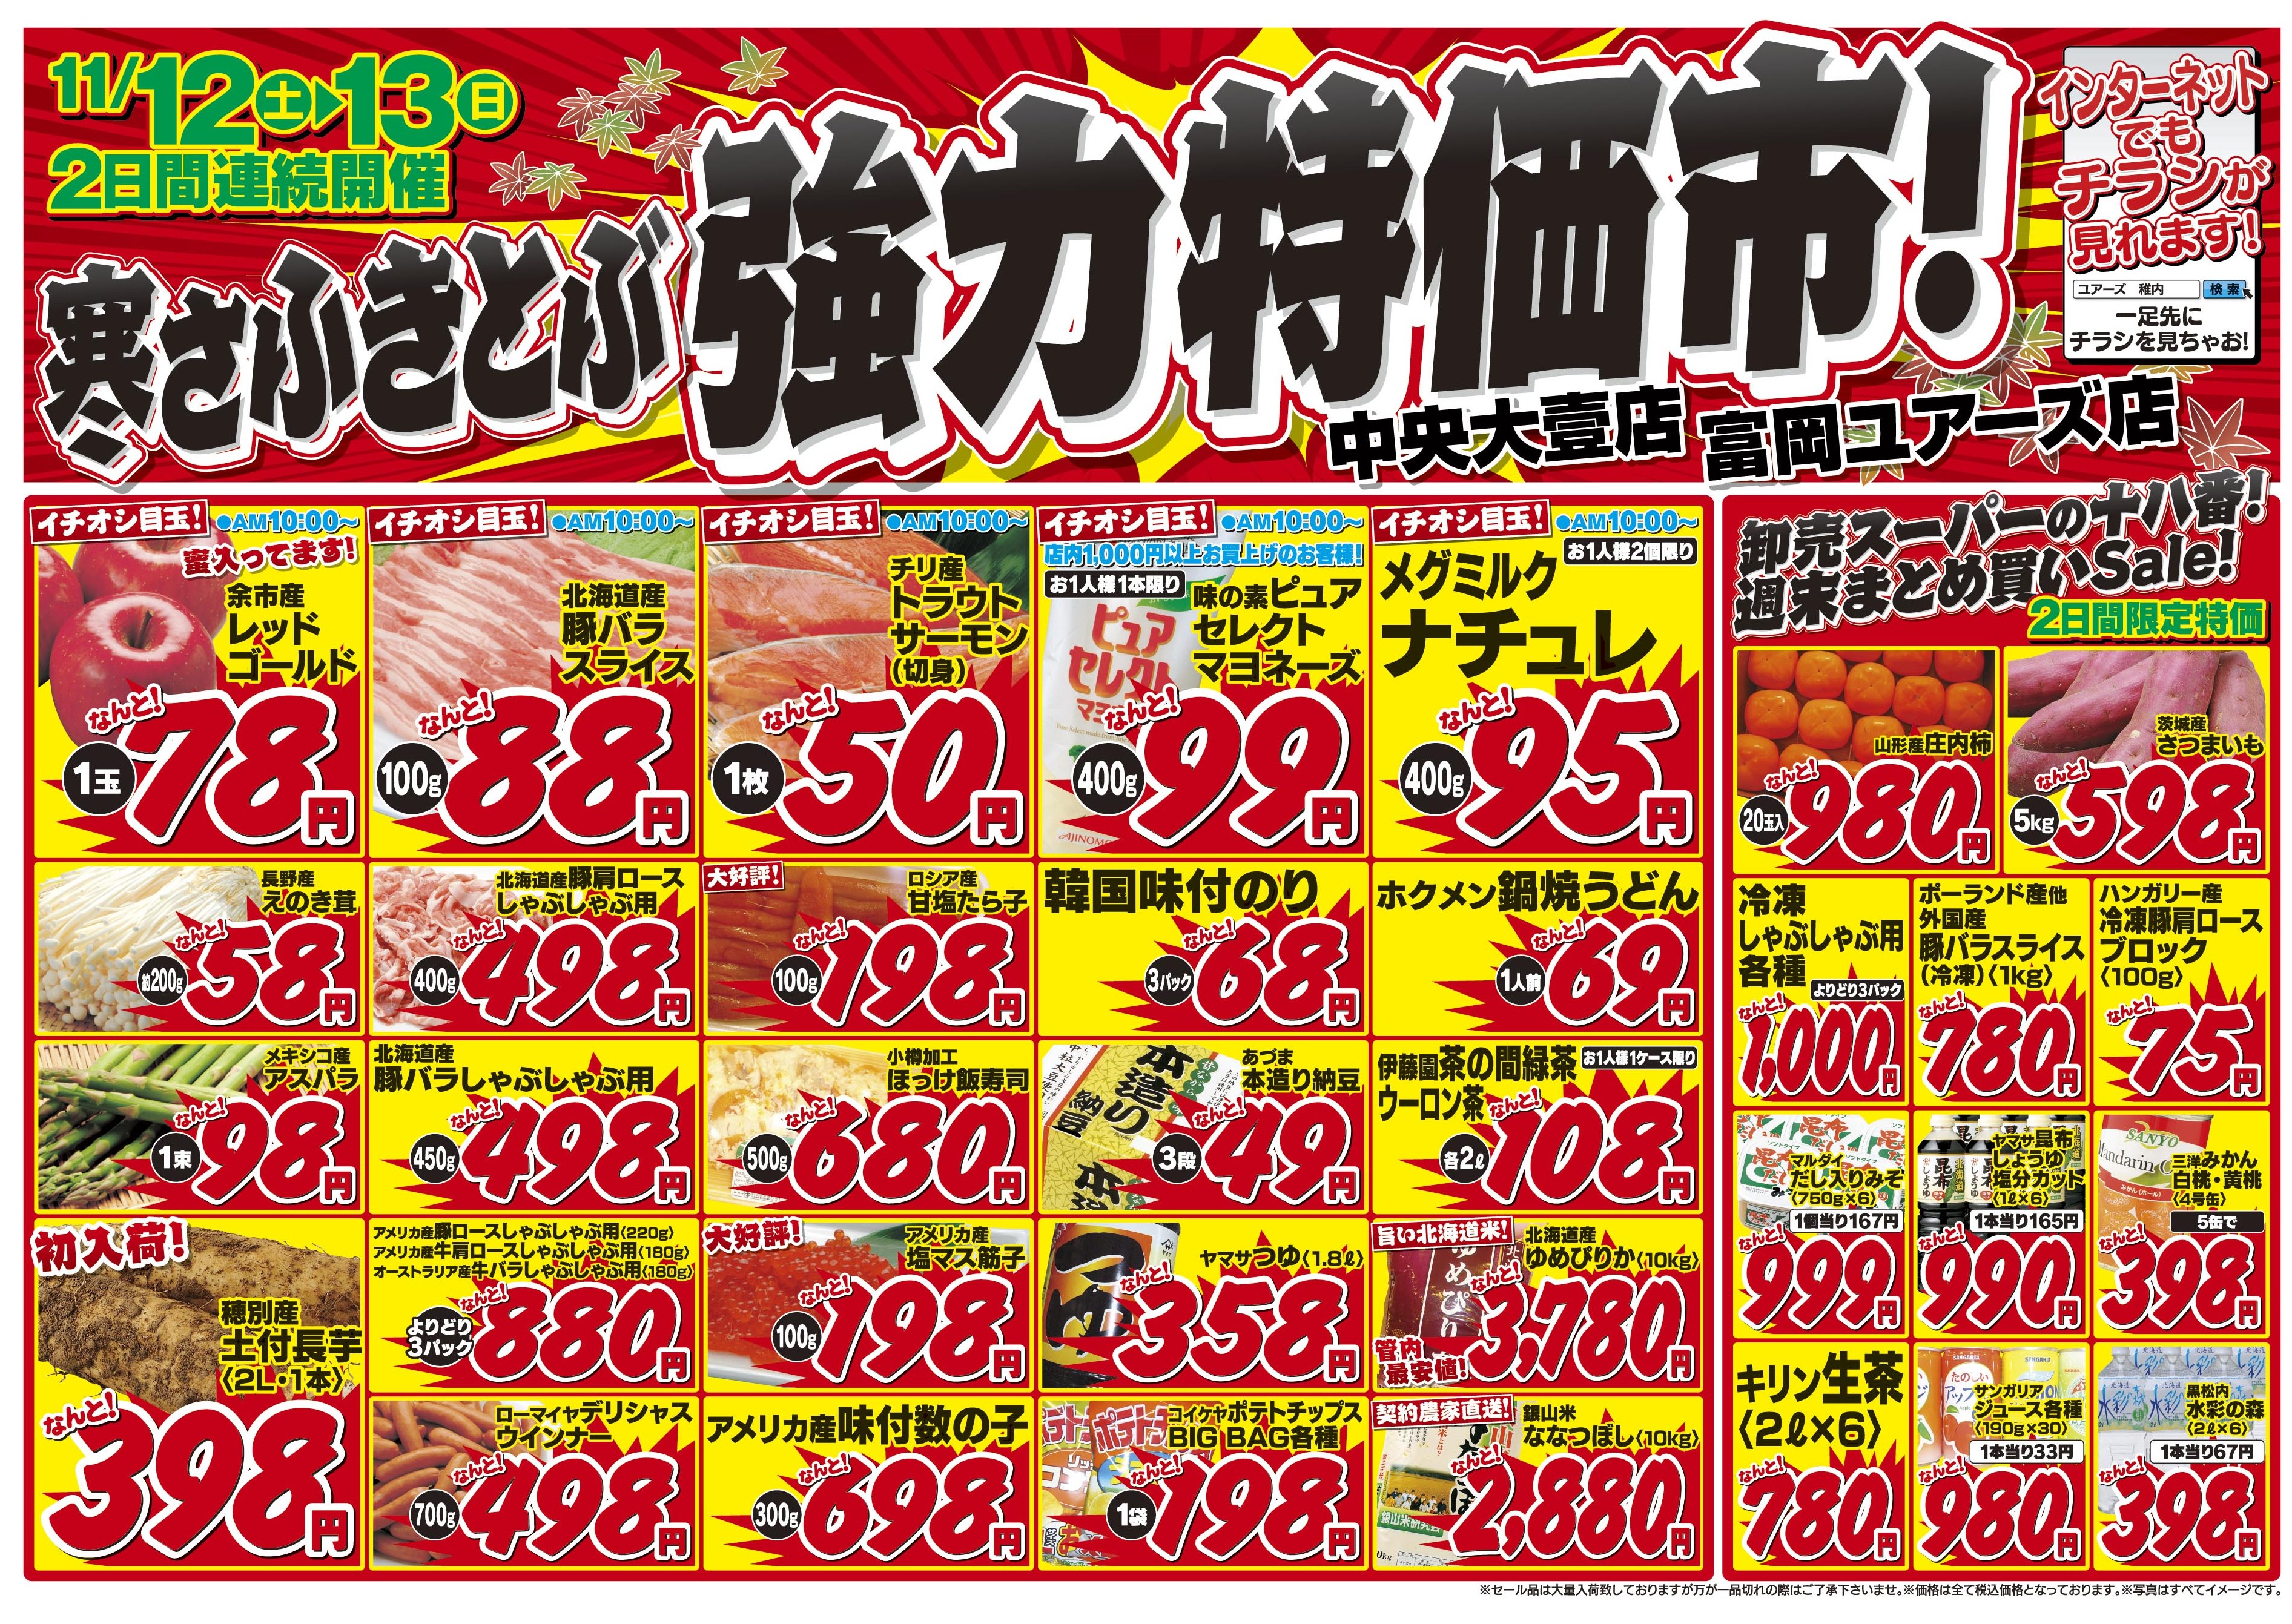 11/12土▶13日
2日間連続開催
寒さふきとぶ
強力特価市!
中央大壹店 富岡ユアーズ店
インターネット
でも
チラシが
見れます!
ユアーズ 稚内 検索
一足先に
チラシを見ちゃお!
イチオシ目玉! ●AM10:00~
蜜入ってます!
余市産
レッド
ゴールド
なんと!
1玉 78円
イチオシ目玉! ●AM10:00~
北海道産
豚バラ
スライス
なんと!
100g 88円
イチオシ目玉! ●AM10:00~
チリ産
トラウト
サーモン
(切身)
なんと!
1枚 50円
イチオシ目玉! ●AM10:00~
店内1,000円以上お買上げのお客様!
お1人様1本限り
味の素ピュア
セレクト
マヨネーズ
ピュア
セレクト
なんと!
400g 99円
イチオシ目玉! ●AM10:00~
お1人様2個限り
メグミルク
ナチュレ
なんと!
400g 95円
長野産
えのき茸
なんと!
約200g 58円
北海道産豚肩ロース
しゃぶしゃぶ用
なんと!
400g 498円
大好評!
ロシア産
甘塩たら子
なんと!
100g 198円
韓国味付のり
なんと!
3パック 68円
ホクメン鍋焼うどん
なんと!
1人前 69円
メキシコ産
アスパラ
なんと!
1束 98円
北海道産
豚バラしゃぶしゃぶ用
なんと!
450g 498円
小樽加工
ほっけ飯寿司
なんと!
500g 680円
あづま
本造り納豆
本造り
納豆
なんと!
3段 49円
伊藤園茶の間緑茶 お1人様1ケース限り
ウーロン茶
なんと!
各2ℓ 108円
初入荷!
穂別産
土付長芋
〈2L・1本〉
なんと!
398円
アメリカ産豚ロースしゃぶしゃぶ用〈220g〉
アメリカ産牛肩ロースしゃぶしゃぶ用〈180g〉
オーストラリア産牛バラしゃぶしゃぶ用〈180g〉
なんと!
よりどり
3パック 880円
大好評!
アメリカ産
塩マス筋子
なんと!
100g 198円
つゆ
ヤマサつゆ〈1.8ℓ〉
なんと!
358円
旨い北海道米!
北海道産
ゆめぴりか〈10kg〉
なんと!
管内
最安値!
3,780円
ローマイヤデリシャス
ウインナー
なんと!
700g 498円
アメリカ産味付数の子
なんと!
300g 698円
コイケヤポテトチップス
BIG BAG各種
なんと!
1袋 198円
契約農家直送!
銀山米
ななつぼし〈10kg〉
なんと!
2,880円
卸売スーパーの十八番!
週末まとめ買いSale!
2日間限定特価
山形産庄内柿
なんと!
20玉入 980円
茨城産
さつまいも
なんと!
5kg 598円
冷凍
しゃぶしゃぶ用
各種
よりどり3パック
なんと!
1,000円
ポーランド産他
外国産
豚バラスライス
(冷凍)〈1kg〉
なんと!
780円
ハンガリー産
冷凍豚肩ロース
ブロック
〈100g〉
なんと!
75円
マルダイ
だし入りみそ
〈750g×6〉
1個当り167円
なんと!
999円
ヤマサ昆布
しょうゆ
塩分カット
〈1ℓ×6〉
1本当り165円
なんと!
990円
SANYO
三洋みかん
白桃・黄桃
〈4号缶〉
5缶で
なんと!
398円
キリン生茶
〈2ℓ×6〉
なんと!
780円
サンガリア
ジュース各種
〈190g×30〉
1本当り33円
なんと!
980円
黒松内
水彩の森
〈2ℓ×6〉
1本当り67円
なんと!
398円
※セール品は大量入荷致しておりますが万が一品切れの際はご了承下さいませ。※価格は全て税込価格となっております。※写真はすべてイメージです。